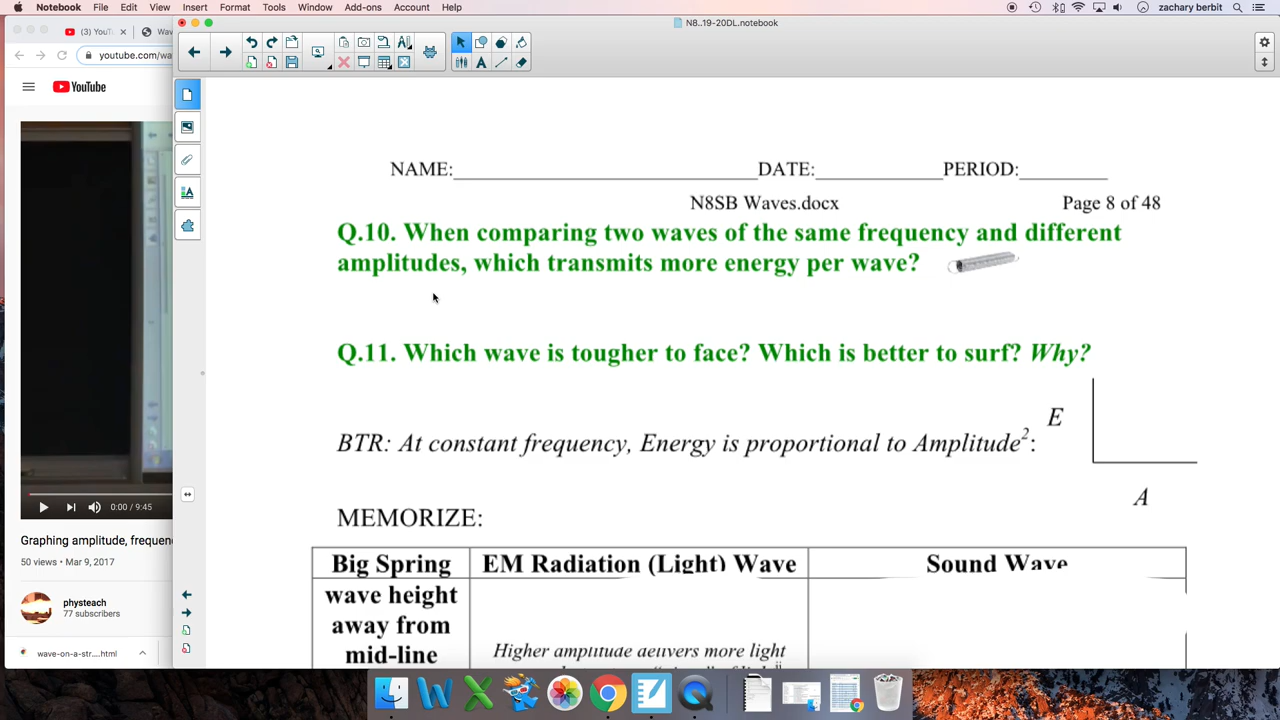 Notebook File Edit View Insert Format Tools Window Add-ons Account Help zachary berbit
N8..19-20DL.notebook
(3) YouT
Wav
youtube.com/wa
YouTube
NAME: DATE: PERIOD:
N8SB Waves.docx Page 8 of 48
Q.10. When comparing two waves of the same frequency and different
amplitudes, which transmits more energy per wave?
Q.11. Which wave is tougher to face? Which is better to surf? Why?
E
BTR: At constant frequency, Energy is proportional to Amplitude²:
A
MEMORIZE:
Big Spring EM Radiation (Light) Wave Sound Wave
wave height
away from
mid-line
Higher amplitude delivers more light
0:00 / 9:45
Graphing amplitude, frequen
50 views • Mar 9, 2017
physteach
77 subscribers
wave-on-a-str....html